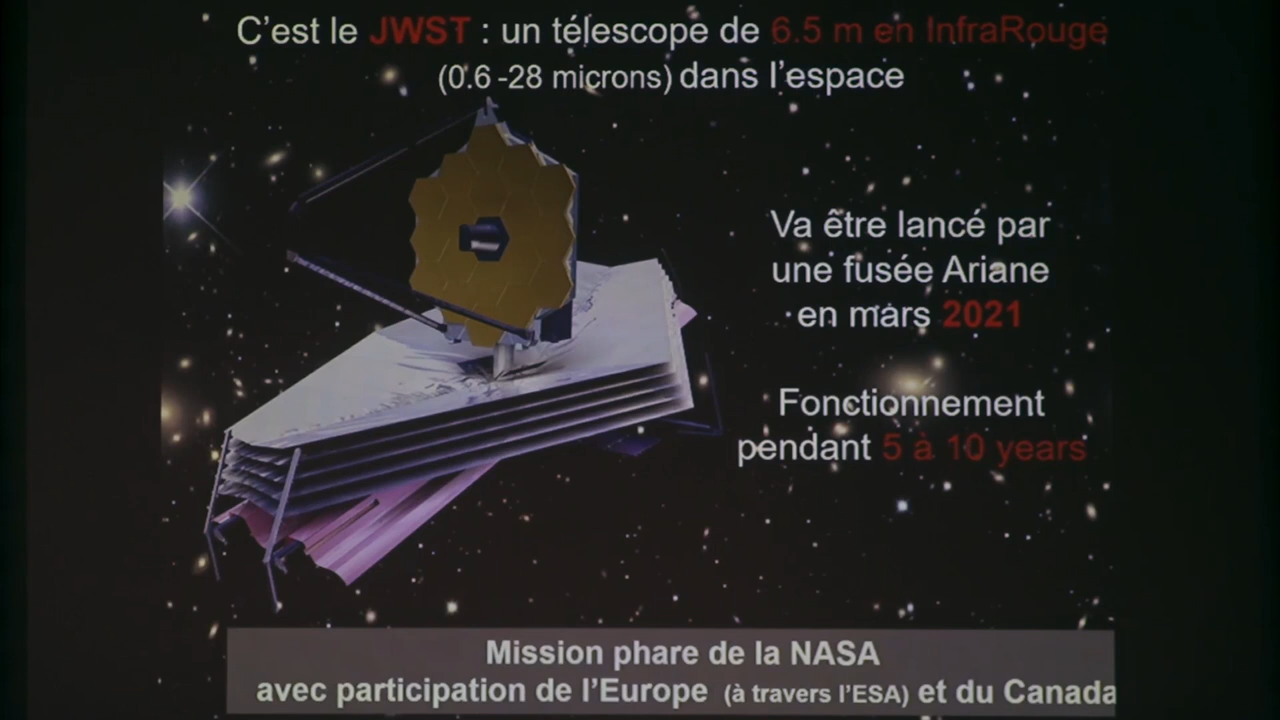 C'est le JWST : un télescope de 6.5 m en InfraRouge
(0.6 -28 microns) dans l'espace
Va être lancé par
une fusée Ariane
en mars 2021
Fonctionnement
pendant 5 à 10 years
Mission phare de la NASA
avec participation de l'Europe (à travers l'ESA) et du Canada